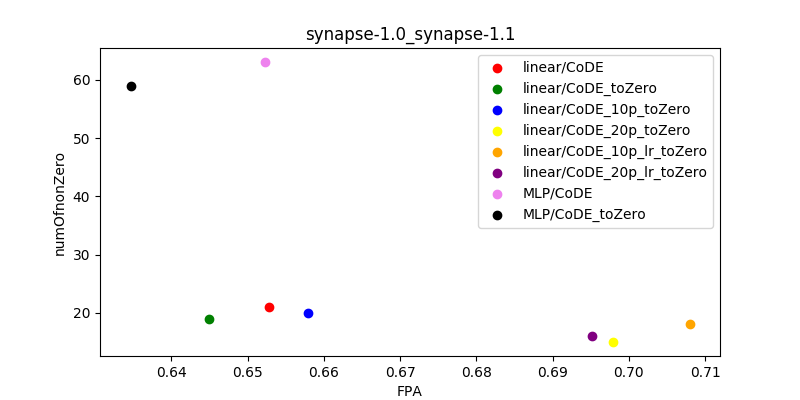 synapse-1.0_synapse-1.1
linear/CoDE
linear/CoDE_toZero
linear/CoDE_10p_toZero
linear/CoDE_20p_toZero
linear/CoDE_10p_lr_toZero
linear/CoDE_20p_lr_toZero
MLP/CoDE
MLP/CoDE_toZero
numOfnonZero
60
50
40
30
20
0.64 0.65 0.66 0.67 0.68 0.69 0.70 0.71
FPA